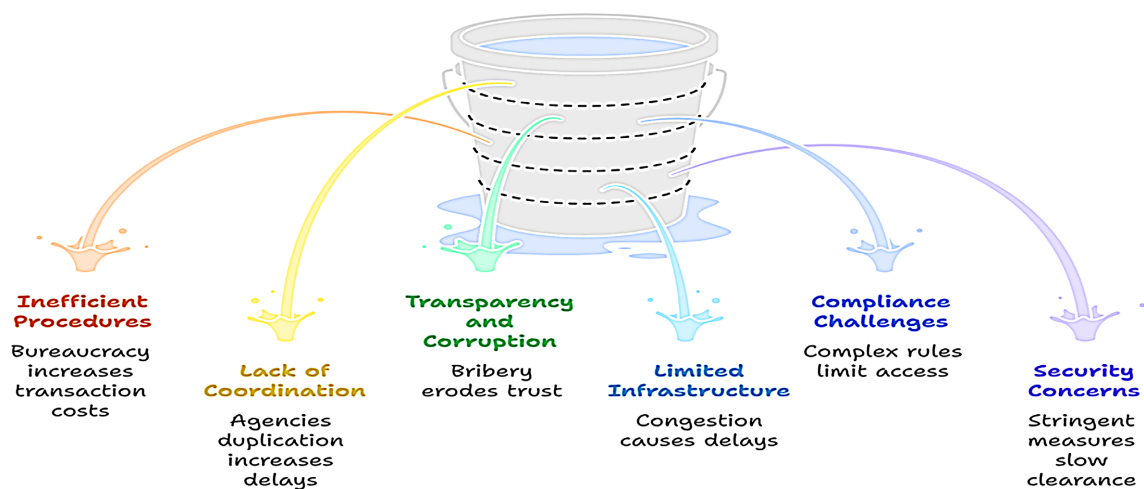 Inefficient
Procedures
Bureaucracy
increases
transaction
costs
Lack of
Coordination
Agencies
duplication
increases
delays
Transparency
and
Corruption
Bribery
erodes trust
Limited
Infrastructure
Congestion
causes delays
Compliance
Challenges
Complex rules
limit access
Security
Concerns
Stringent
measures
slow
clearance